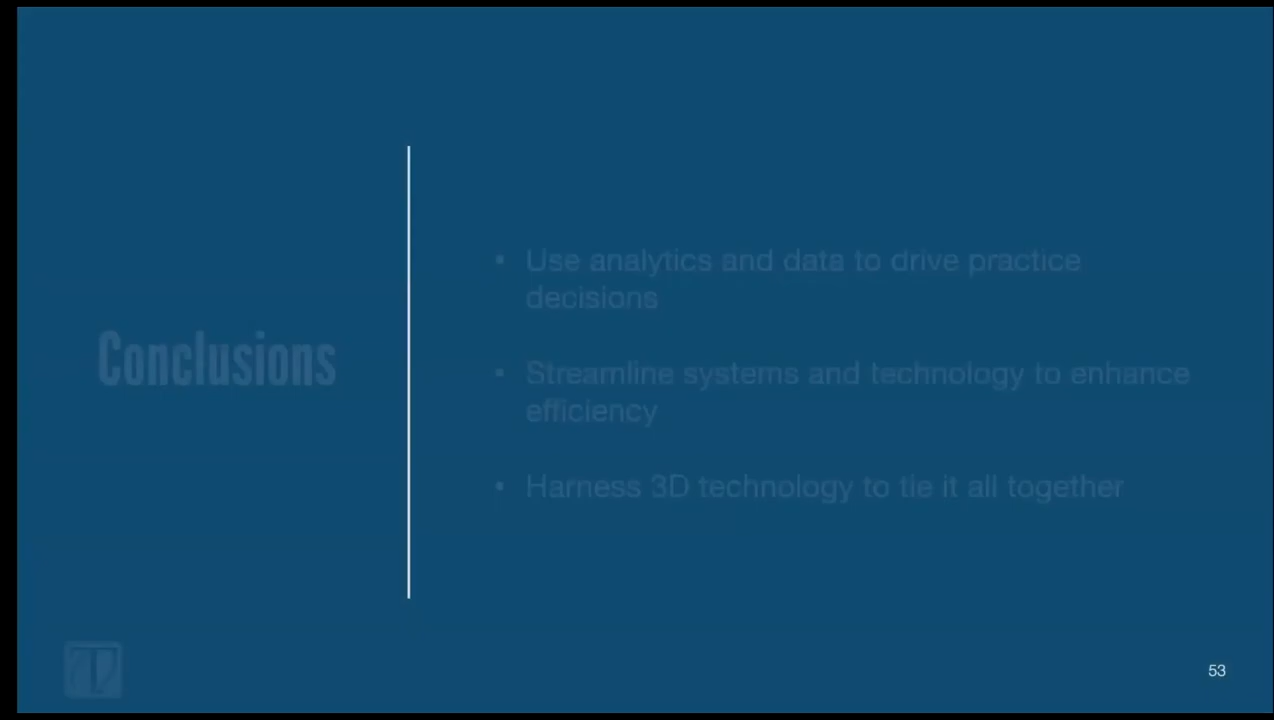 Conclusions
• Use analytics and data to drive practice
decisions
• Streamline systems and technology to enhance
efficiency
• Harness 3D technology to tie it all together
53